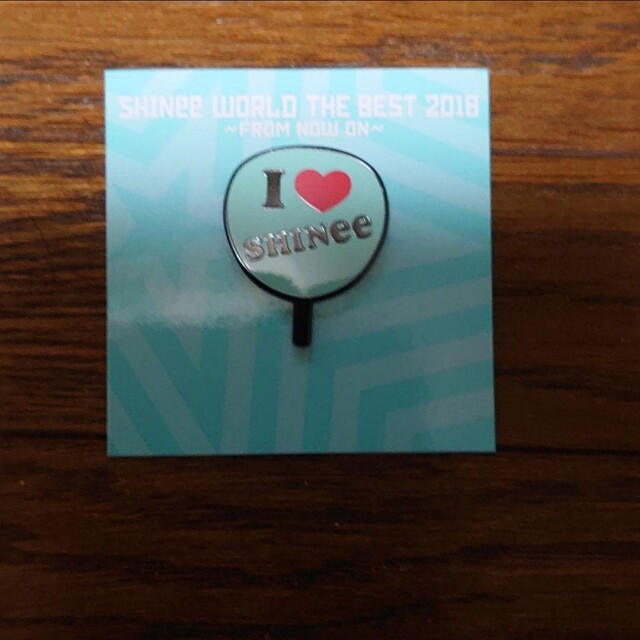 SHINee WORLD THE BEST 2018
~FROM NOW ON~
I ♥
SHINee